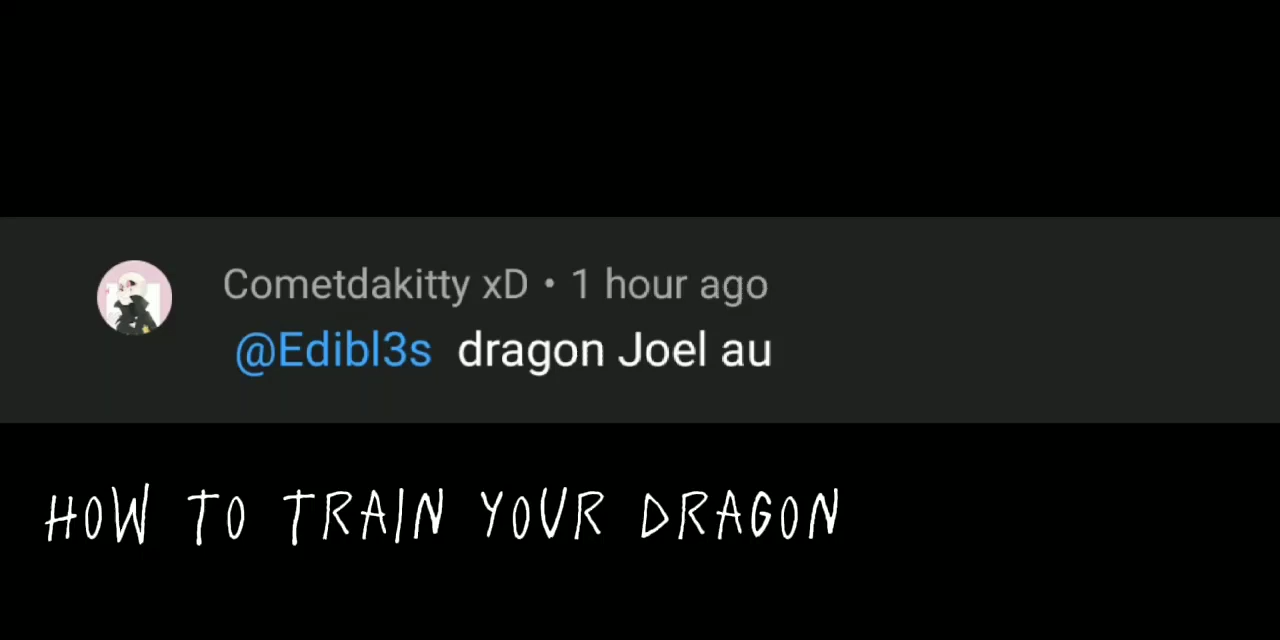 Cometdakitty xD • 1 hour ago
@Edibl3s dragon Joel au
HOW TO TRAIN YOUR DRAGON